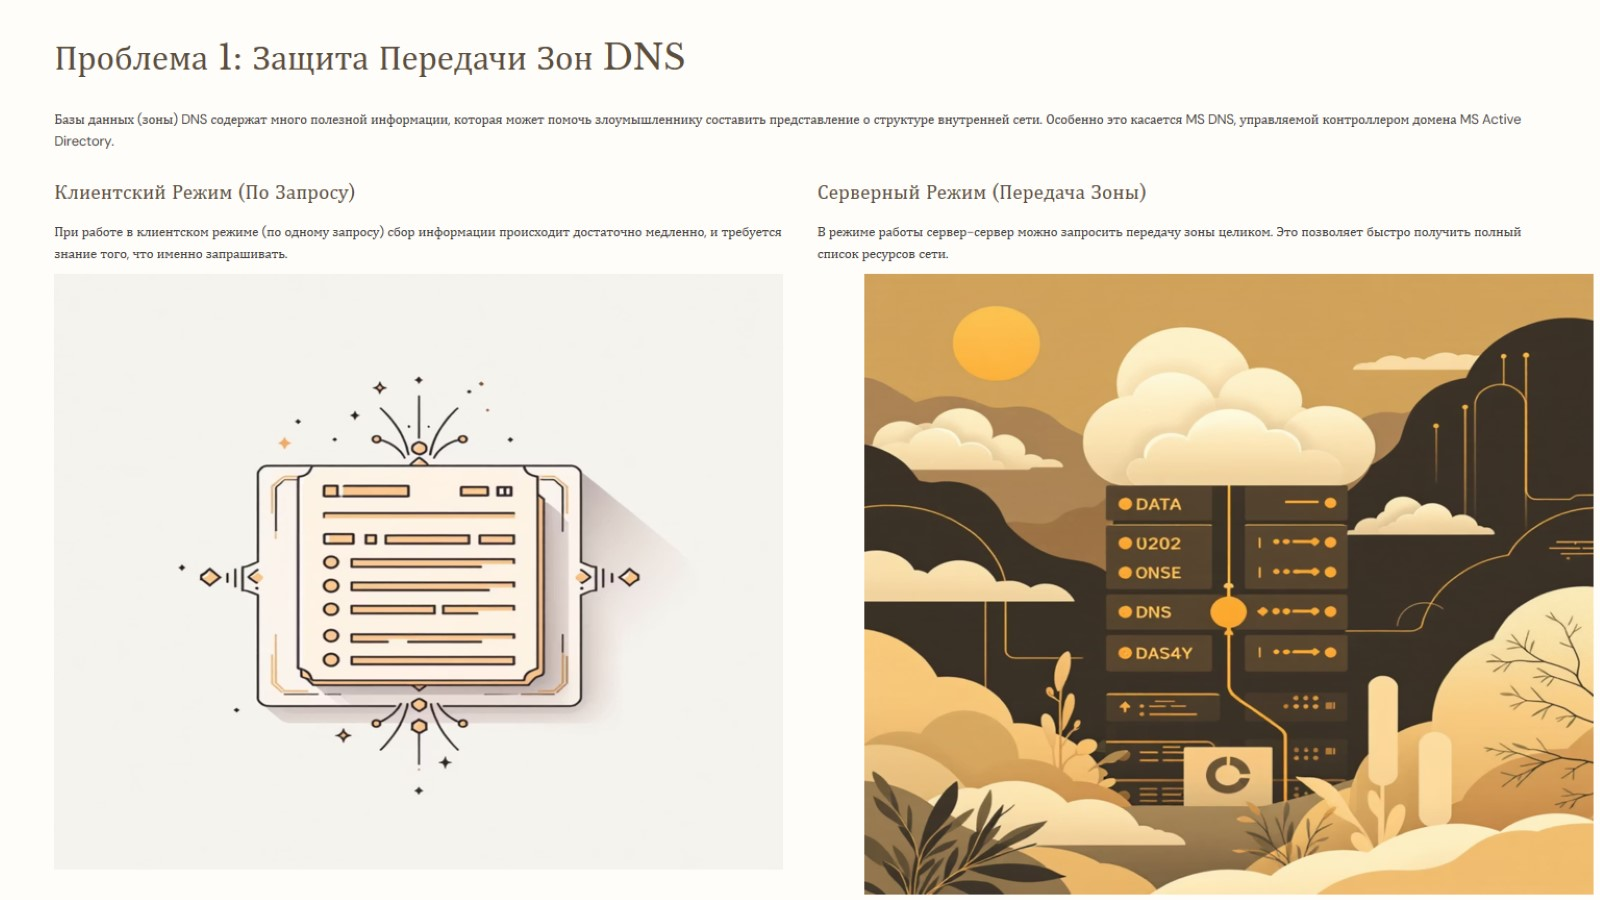 Проблема 1: Защита Передачи Зон DNS
Базы данных (зоны) DNS содержат много полезной информации, которая может помочь злоумышленнику составить представление о структуре внутренней сети. Особенно это касается MS DNS, управляемой контроллером домена MS Active
Directory.
Клиентский Режим (По Запросу)
При работе в клиентском режиме (по одному запросу) сбор информации происходит достаточно медленно, и требуется
знание того, что именно запрашивать.
Серверный Режим (Передача Зоны)
В режиме работы сервер-сервер можно запросить передачу зоны целиком. Это позволяет быстро получить полный
список ресурсов сети.
DATA
0202
ONSE
DNS
DAS4Y